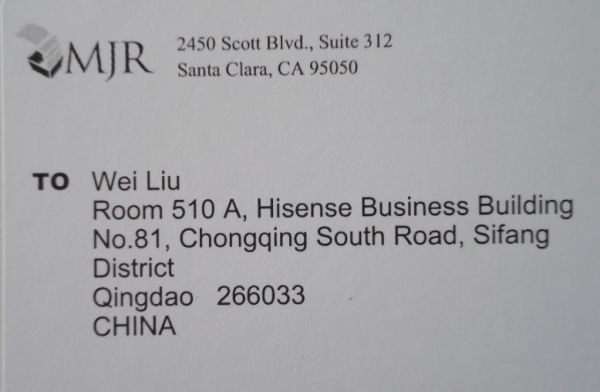 MJR
2450 Scott Blvd., Suite 312
Santa Clara, CA 95050
TO Wei Liu
Room 510 A, Hisense Business Building
No.81, Chongqing South Road, Sifang
District
Qingdao 266033
CHINA